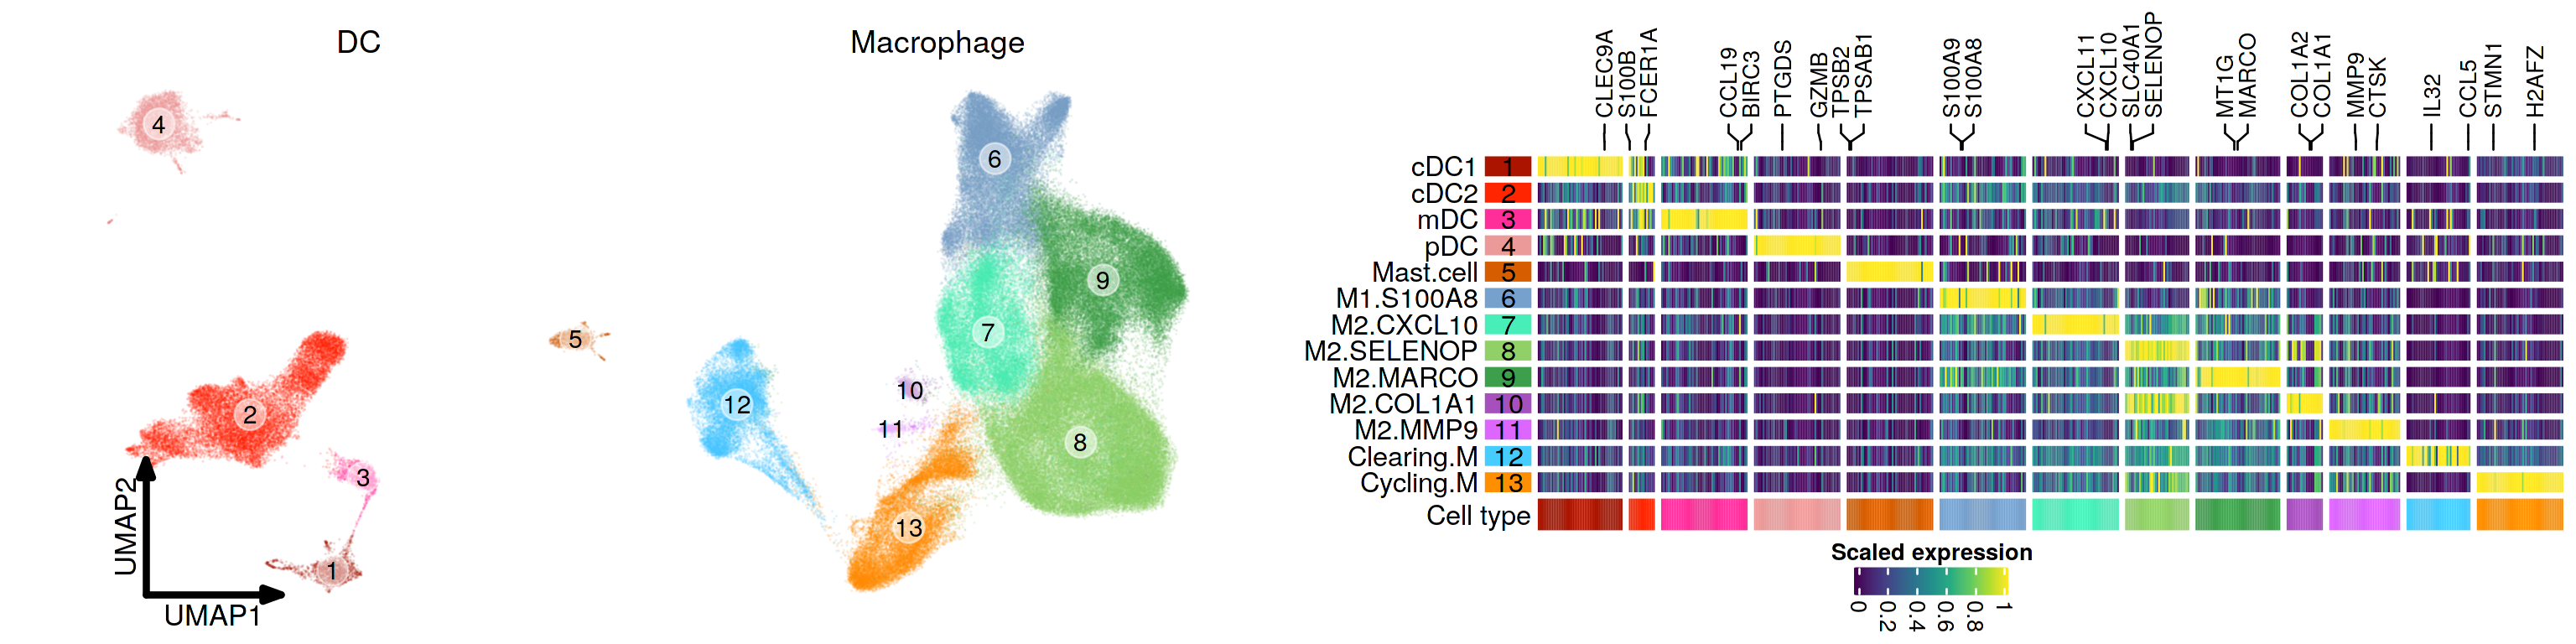 DC
4
5
2
3
1
UMAP2
UMAP1
Macrophage
6
9
7
10
12
11
8
13
CLEC9A
S100B
FCER1A
CCL19
BIRC3
PTGDS
GZMB
TPSB2
TPSAB1
S100A9
S100A8
CXCL11
CXCL10
SLC40A1
SELENOP
MT1G
MARCO
COL1A2
COL1A1
MMP9
CTSK
IL32
CCL5
STMN1
H2AFZ
cDC1 1
cDC2 2
mDC 3
pDC 4
Mast.cell 5
M1.S100A8 6
M2.CXCL10 7
M2.SELENOP 8
M2.MARCO 9
M2.COL1A1 10
M2.MMP9 11
Clearing.M 12
Cycling.M 13
Cell type
Scaled expression
0 0.2 0.4 0.6 0.8 1